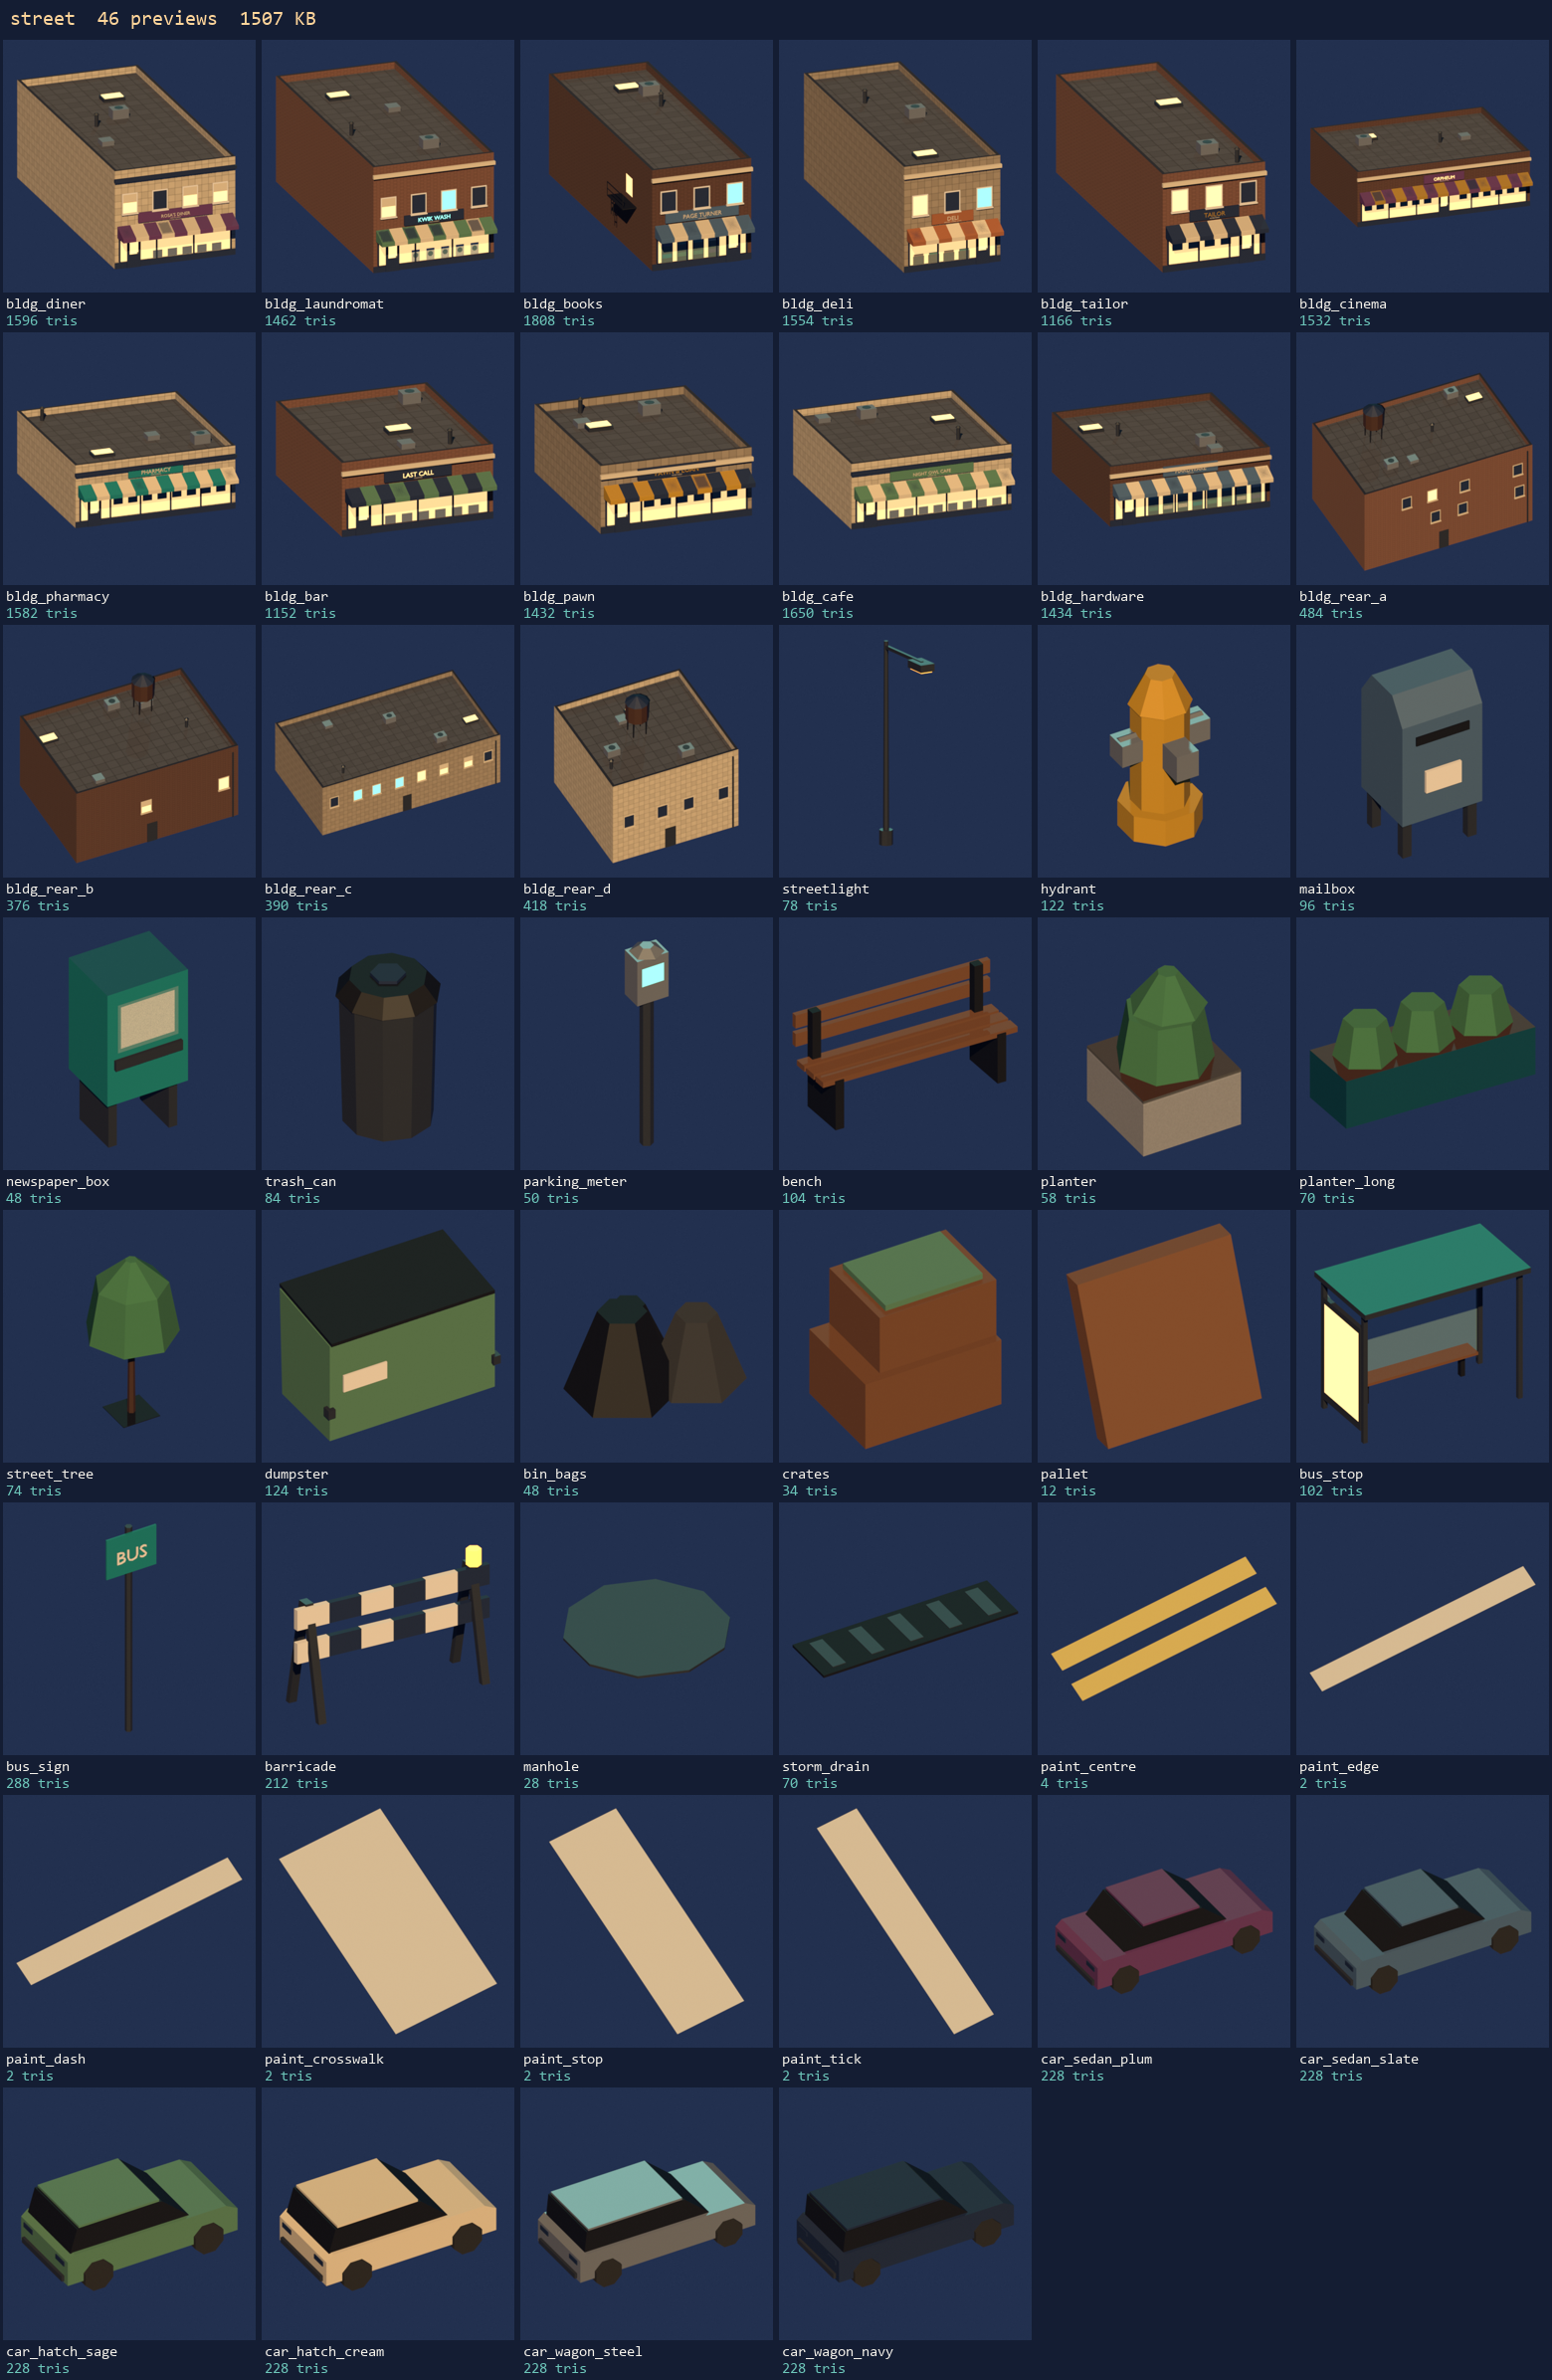 street 46 previews 1507 KB
ROSA'S DINER
KWIK WASH
PAGE TURNER
DELI
TAILOR
ORPHEUM
bldg_diner bldg_laundromat bldg_books bldg_deli bldg_tailor bldg_cinema
1596 tris 1462 tris 1808 tris 1554 tris 1166 tris 1532 tris
PHARMACY
LAST CALL
NIGHT OWL CAFE
bldg_pharmacy bldg_bar bldg_pawn bldg_cafe bldg_hardware bldg_rear_a
1582 tris 1152 tris 1432 tris 1650 tris 1434 tris 484 tris
bldg_rear_b bldg_rear_c bldg_rear_d streetlight hydrant mailbox
376 tris 390 tris 418 tris 78 tris 122 tris 96 tris
newspaper_box trash_can parking_meter bench planter planter_long
48 tris 84 tris 50 tris 104 tris 58 tris 70 tris
street_tree dumpster bin_bags crates pallet bus_stop
74 tris 124 tris 48 tris 34 tris 12 tris 102 tris
BUS
bus_sign barricade manhole storm_drain paint_centre paint_edge
288 tris 212 tris 28 tris 70 tris 4 tris 2 tris
paint_dash paint_crosswalk paint_stop paint_tick car_sedan_plum car_sedan_slate
2 tris 2 tris 2 tris 2 tris 228 tris 228 tris
car_hatch_sage car_hatch_cream car_wagon_steel car_wagon_navy
228 tris 228 tris 228 tris 228 tris